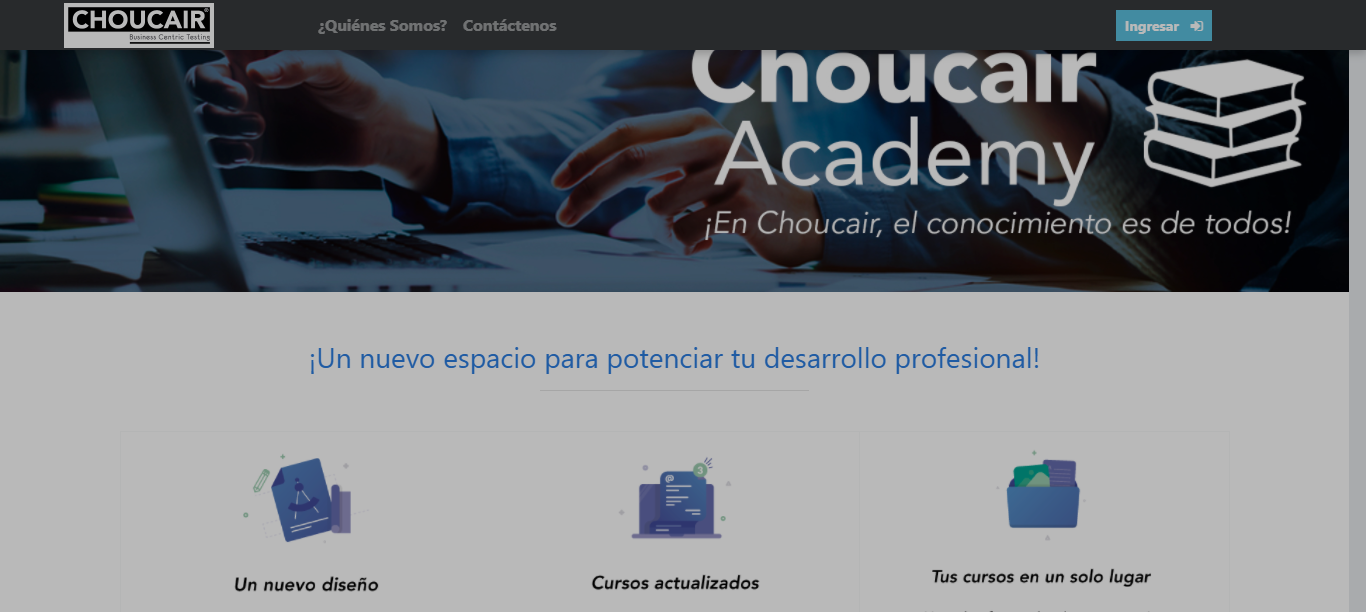 CHOUCAIR®
Business Centric Testing
¿Quiénes Somos? Contáctenos
Ingresar
Choucair
Academy
¡En Choucair, el conocimiento es de todos!
¡Un nuevo espacio para potenciar tu desarrollo profesional!
3
Un nuevo diseño
Cursos actualizados
Tus cursos en un solo lugar